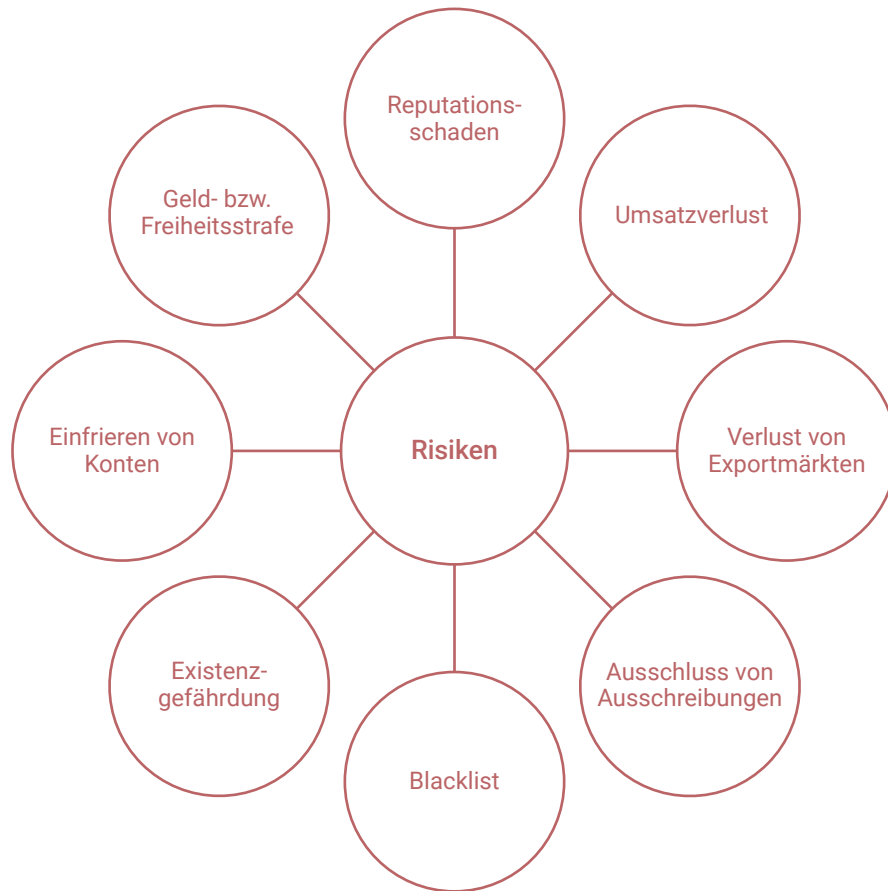 Reputations-
schaden
Geld- bzw.
Freiheitsstrafe
Umsatzverlust
Einfrieren von
Konten
Risiken
Verlust von
Exportmärkten
Existenz-
gefährdung
Ausschluss von
Ausschreibungen
Blacklist